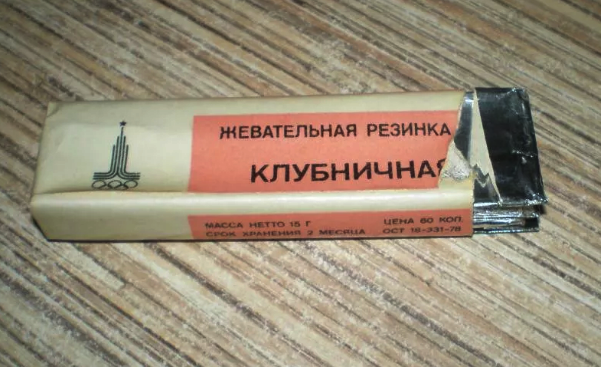 ЖЕВАТЕЛЬНАЯ РЕЗИНКА
КЛУБНИЧНАЯ
МАССА НЕТТО 15 Г ЦЕНА 60 КОП.
СРОК ХРАНЕНИЯ 2 МЕСЯЦА ОСТ 18-331-78